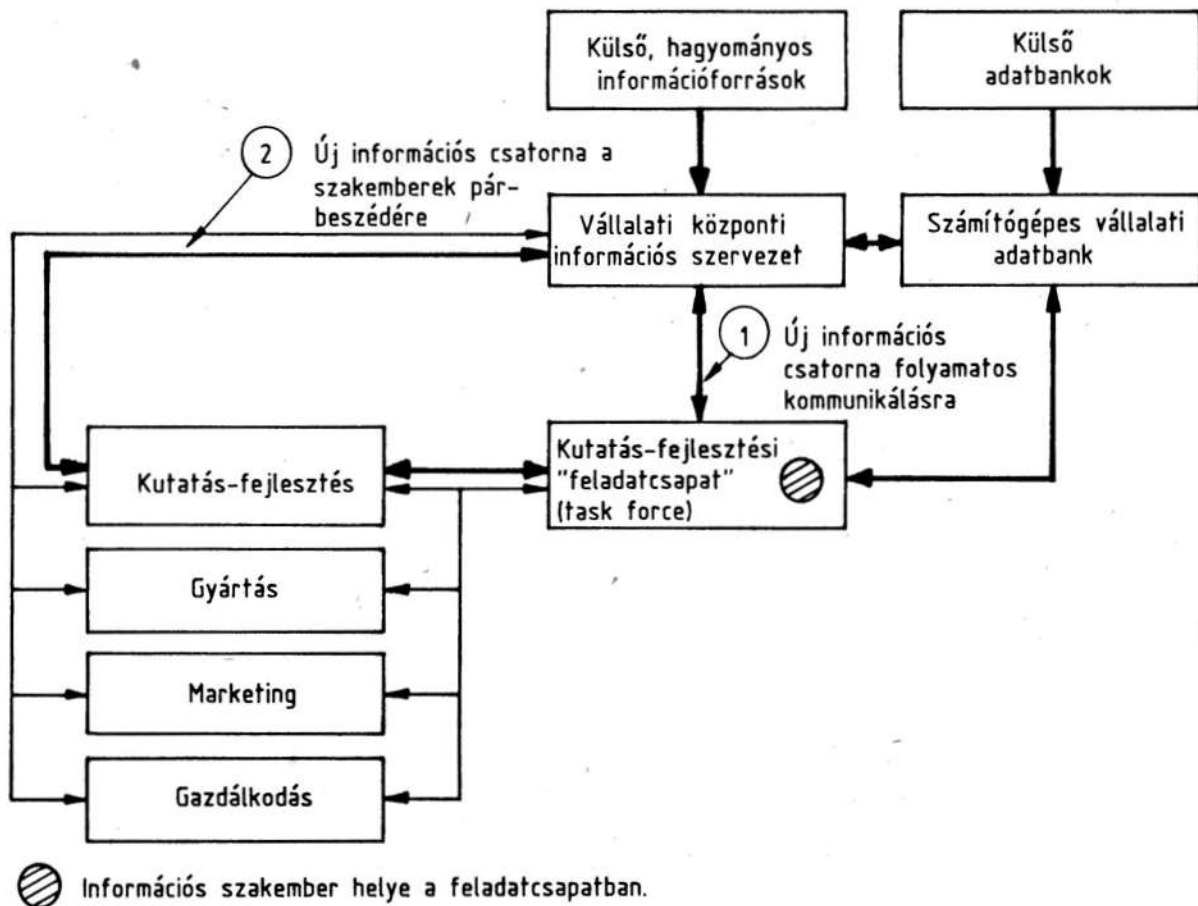 Külső, hagyományos
információforrások
Külső
adatbankok
2
Új információs csatorna a
szakemberek pár-
beszédére
Vállalati központi
információs szervezet
Számítógépes vállalati
adatbank
1
Új információs
csatorna folyamatos
kommunikálásra
Kutatás-fejlesztés
Kutatás-fejlesztési
"feladatcsapat"
(task force)
Gyártás
Marketing
Gazdálkodás
Információs szakember helye a feladatcsapatban.